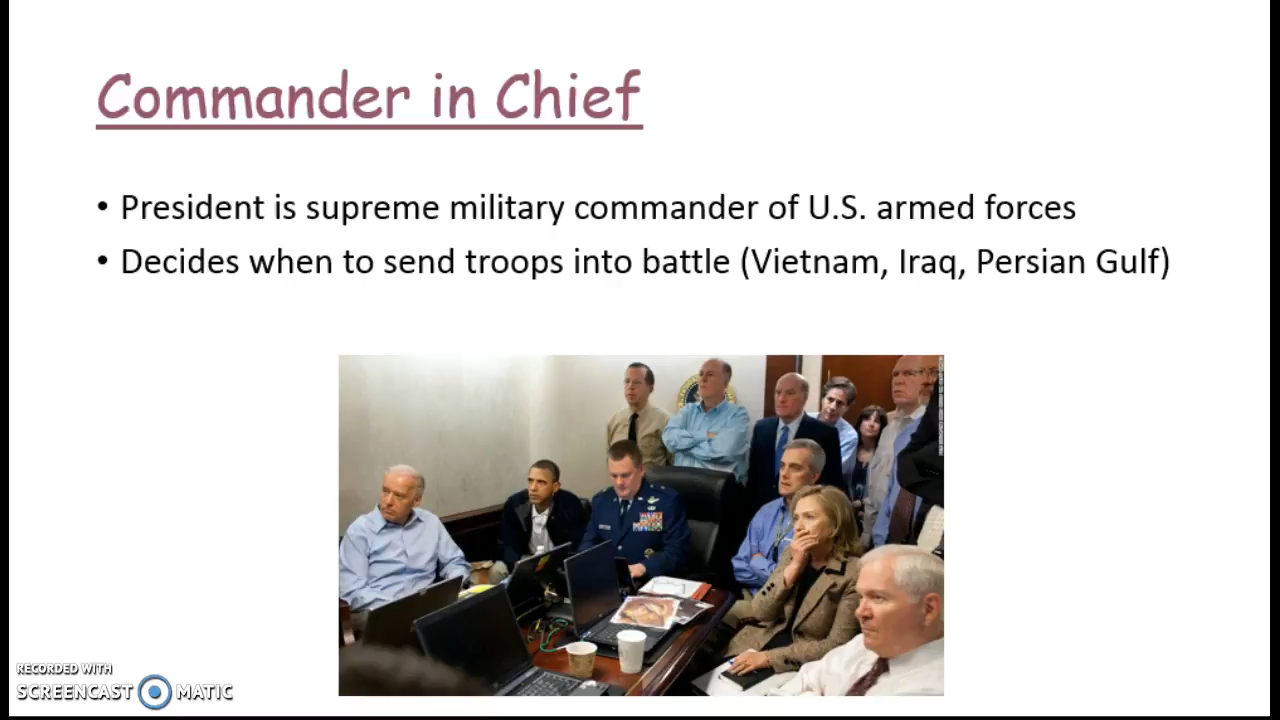 Commander in Chief
• President is supreme military commander of U.S. armed forces
• Decides when to send troops into battle (Vietnam, Iraq, Persian Gulf)
RECORDED WITH
SCREENCAST MATIC